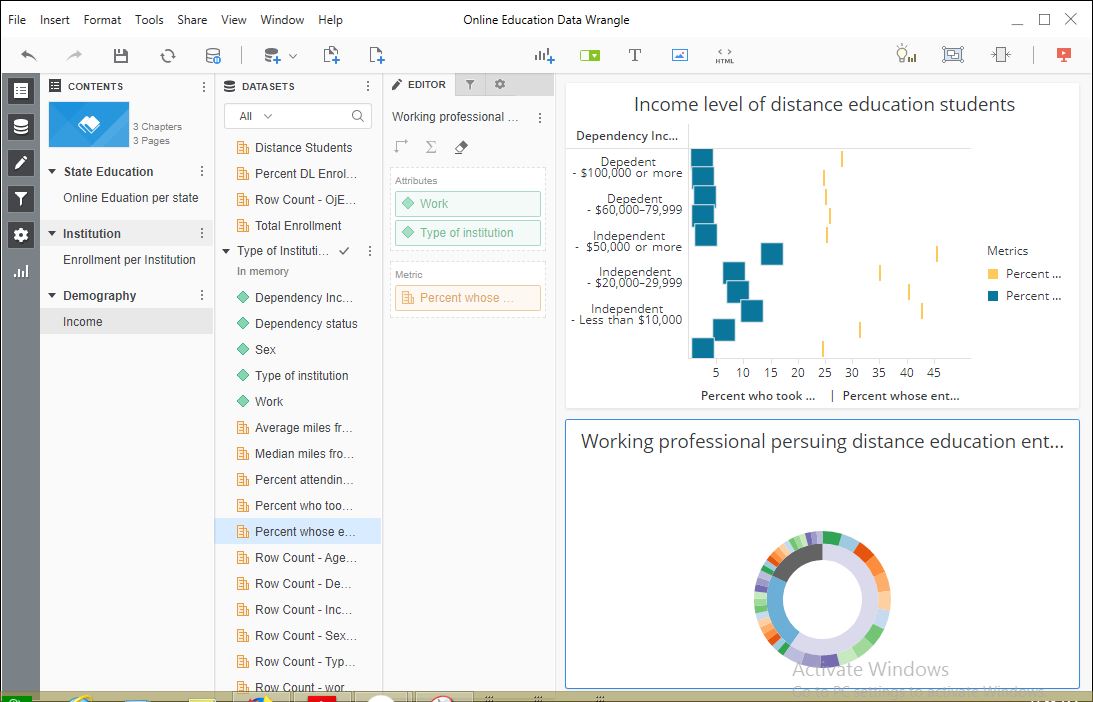 File Insert Format Tools Share View Window Help
Online Education Data Wrangle
HTML
CONTENTS
3 Chapters
3 Pages
State Education
Online Eduation per state
Institution
Enrollment per Institution
Demography
Income
DATASETS
All
Distance Students
Percent DL Enrol...
Row Count - OjE...
Total Enrollment
Type of Instituti...
In memory
Dependency Inc...
Dependency status
Sex
Type of institution
Work
Average miles fr...
Median miles fro...
Percent attendin...
Percent who too...
Percent whose e...
Row Count - Age...
Row Count - De...
Row Count - Inc...
Row Count - Sex...
Row Count - Typ...
Row Count - wor
EDITOR
Working professional ...
Attributes
Work
Type of institution
Metric
Percent whose ...
Income level of distance education students
Dependency Inc...
Depedent
- $100,000 or more
Depedent
- $60,000–79,999
Independent
- $50,000 or more
Independent
- $20,000–29,999
Independent
- Less than $10,000
5 10 15 20 25 30 35 40 45
Percent who took ... | Percent whose ent...
Metrics
Percent ...
Percent ...
Working professional persuing distance education ent...
Activate Windows
Go to PC settings to activate Windows.